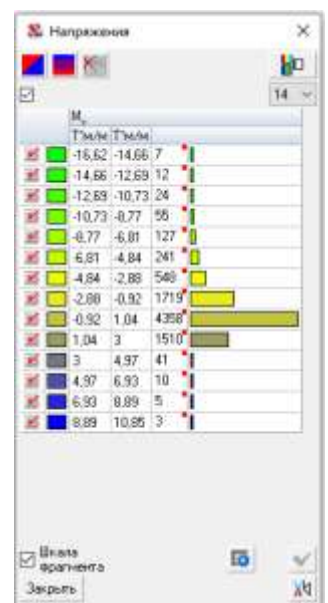 Напряжения
14
Mᵧ
Т*м/м Т*м/м
-16,62 -14,66 7
-14,66 -12,69 12
-12,69 -10,73 24
-10,73 -8,77 55
-8,77 -6,81 127
-6,81 -4,84 241
-4,84 -2,88 548
-2,88 -0,92 1719
-0,92 1,04 4358
1,04 3 1510
3 4,97 41
4,97 6,93 10
6,93 8,89 5
8,89 10,85 3
Шкала
фрагмента
Закрыть